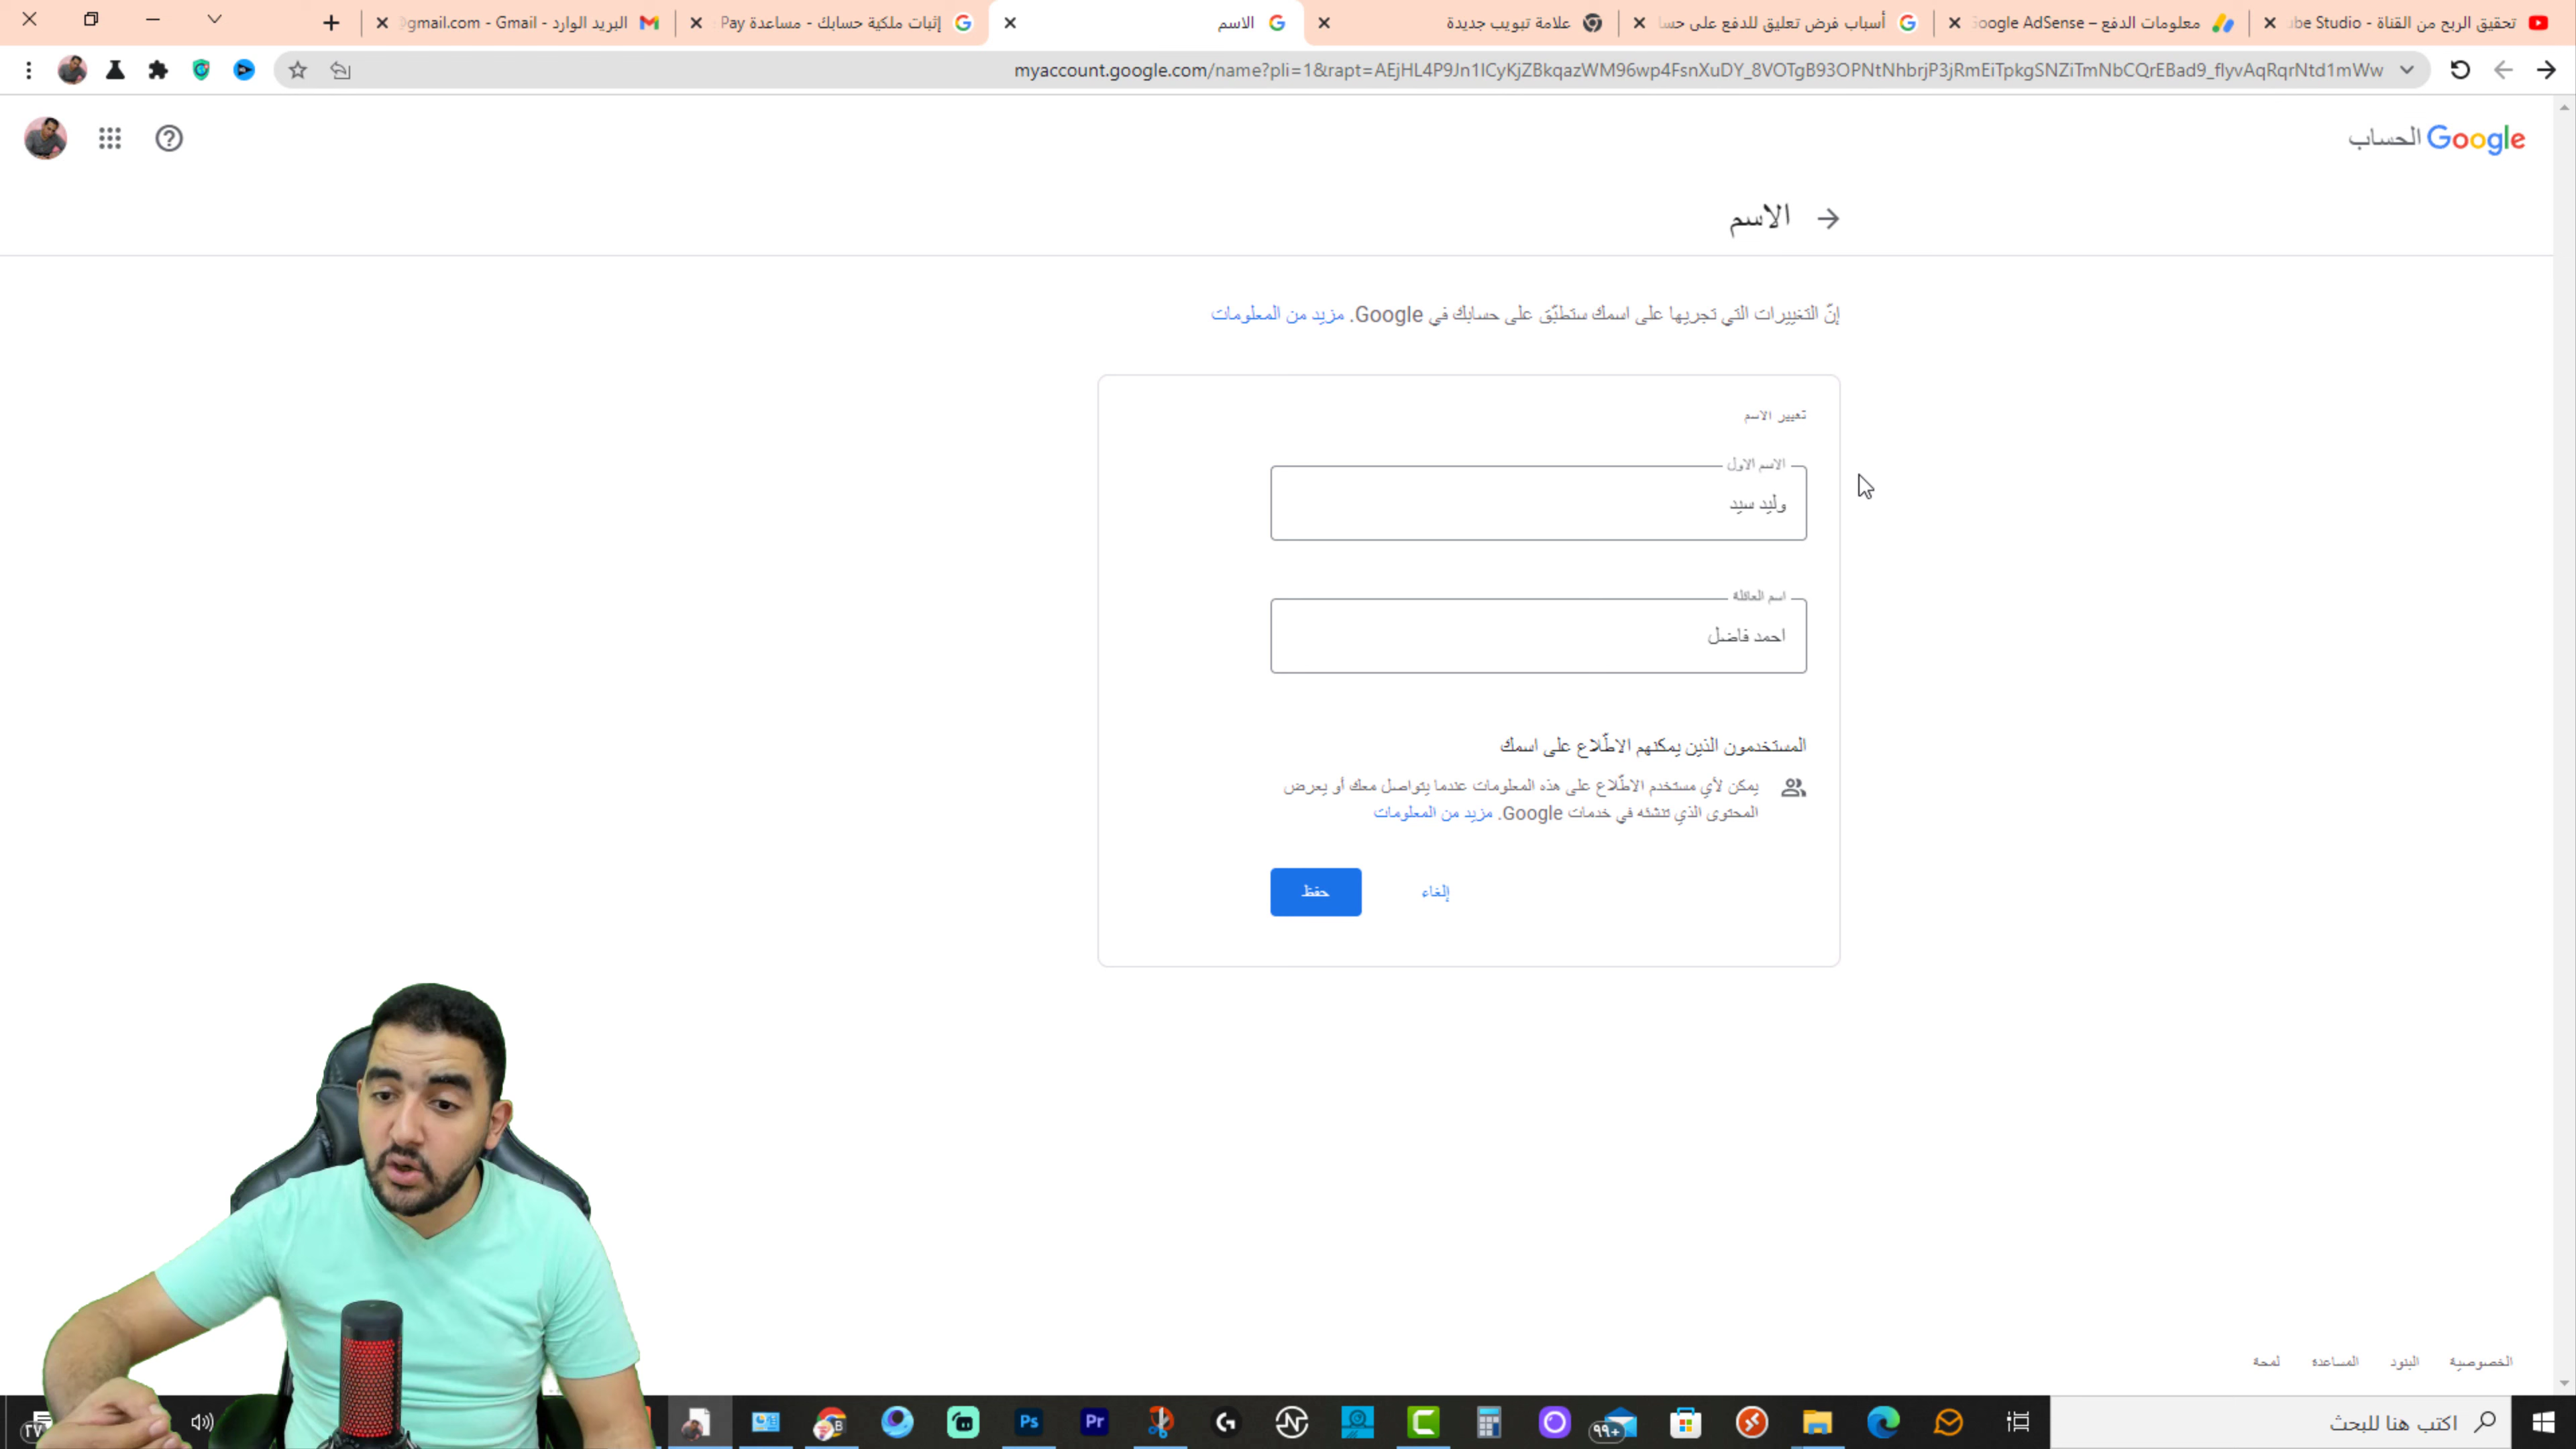 تحقيق الربح من القناة - be Studio
معلومات الدفع – Google AdSense
أسباب فرض تعليق للدفع على حسا
علامة تبويب جديدة
الاسم
إثبات ملكية حسابك - مساعدة Pay
البريد الوارد - gmail.com - Gmail
myaccount.google.com/name?pli=1&rapt=AEjHL4P9Jn1ICyKjZBkqazWM96wp4FsnXuDY_8VOTgB93OPNtNhbrjP3jRmEiTpkgSNZiTmNbCQrEBad9_flyvAqRqrNtd1mWw
الحساب Google
الاسم
إنّ التغييرات التي تجريها على اسمك ستطبّق على حسابك في Google. مزيد من المعلومات
تغيير الاسم
الاسم الأول
وليد سيد
اسم العائلة
احمد فاضل
المستخدمون الذين يمكنهم الاطّلاع على اسمك
يمكن لأي مستخدم الاطّلاع على هذه المعلومات عندما يتواصل معك أو يعرض
المحتوى الذي تنشئه في خدمات Google. مزيد من المعلومات
إلغاء
حفظ
الخصوصية
البنود
المساعدة
لمحة
اكتب هنا للبحث
٩٩+
Pr
Ps